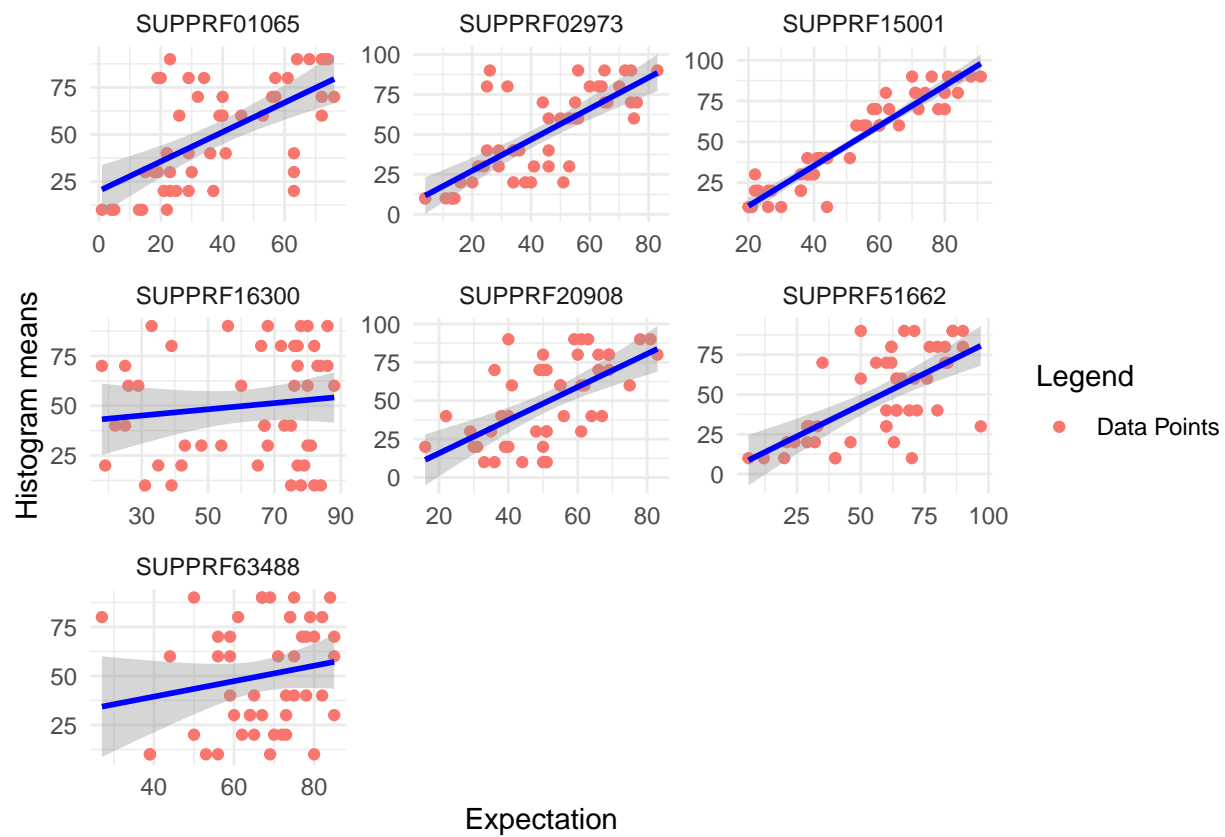 SUPPRF01065 SUPPRF02973 SUPPRF15001
75
50
25
0 20 40 60
100
75
50
25
0
0 20 40 60 80
100
75
50
25
20 40 60 80
SUPPRF16300 SUPPRF20908 SUPPRF51662
75
50
25
30 50 70 90
100
75
50
25
0
20 40 60 80
75
50
25
0
25 50 75 100
SUPPRF63488
75
50
25
40 60 80
Histogram means
Expectation
Legend
Data Points